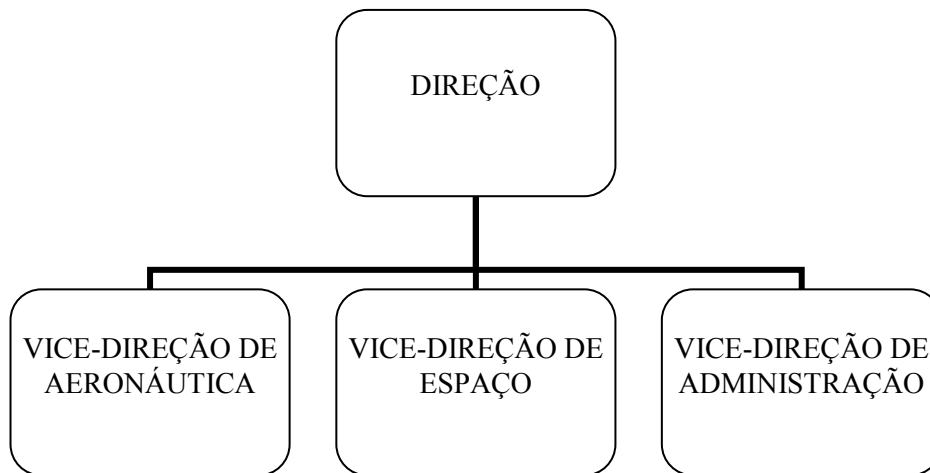 DIREÇÃO
VICE-DIREÇÃO DE
AERONÁUTICA
VICE-DIREÇÃO DE
ESPAÇO
VICE-DIREÇÃO DE
ADMINISTRAÇÃO